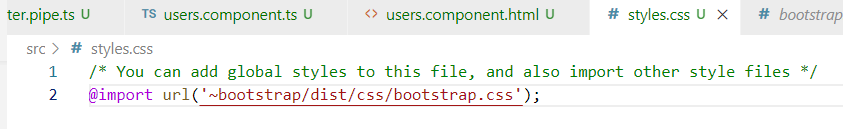 ter.pipe.ts U TS users.component.ts U <> users.component.html U # styles.css U × # bootstrap
src > # styles.css
1 /* You can add global styles to this file, and also import other style files */
2 @import url('~bootstrap/dist/css/bootstrap.css');